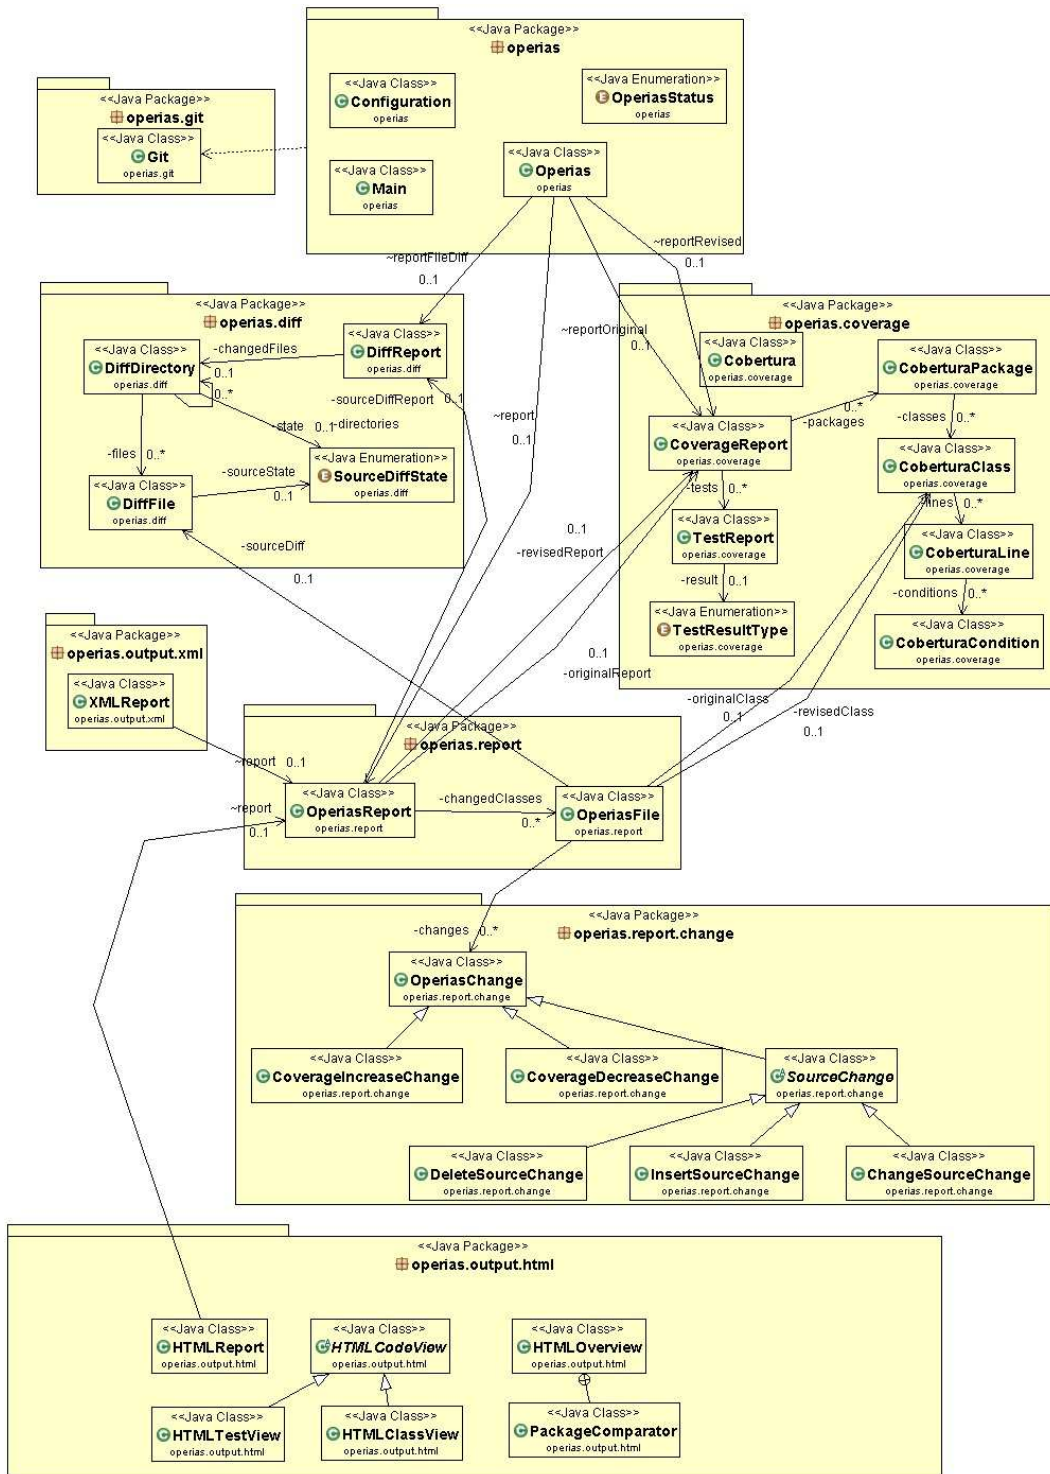 <<Java Package>>
operias
<<Java Class>>
Configuration
operias
<<Java Enumeration>>
OperiasStatus
operias
<<Java Class>>
Main
operias
<<Java Class>>
Operias
operias
<<Java Package>>
operias.git
<<Java Class>>
Git
operias.git
~reportFileDiff
0..1
~reportRevised
0..1
~reportOriginal
0..1
~report
0..1
<<Java Package>>
operias.diff
<<Java Class>>
DiffDirectory
operias.diff
-changedFiles
0..1
<<Java Class>>
DiffReport
operias.diff
0..*
-sourceDiffReport
0..1
-state
0..1
-directories
-files
0..*
<<Java Class>>
DiffFile
operias.diff
-sourceState
0..1
<<Java Enumeration>>
SourceDiffState
operias.diff
-sourceDiff
0..1
<<Java Package>>
operias.coverage
<<Java Class>>
Cobertura
operias.coverage
<<Java Class>>
CoberturaPackage
operias.coverage
<<Java Class>>
CoverageReport
operias.coverage
0..*
-packages
-classes
0..*
<<Java Class>>
CoberturaClass
operias.coverage
-tests
0..*
-lines
0..*
<<Java Class>>
TestReport
operias.coverage
<<Java Class>>
CoberturaLine
operias.coverage
-result
0..1
-conditions
0..*
<<Java Enumeration>>
TestResultType
operias.coverage
<<Java Class>>
CoberturaCondition
operias.coverage
0..1
-revisedReport
0..1
-originalReport
-originalClass
0..1
-revisedClass
0..1
<<Java Package>>
operias.output.xml
<<Java Class>>
XMLReport
operias.output.xml
~report
0..1
~report
0..1
<<Java Package>>
operias.report
<<Java Class>>
OperiasReport
operias.report
-changedClasses
0..*
<<Java Class>>
OperiasFile
operias.report
<<Java Package>>
operias.report.change
-changes
0..*
<<Java Class>>
OperiasChange
operias.report.change
<<Java Class>>
CoverageIncreaseChange
operias.report.change
<<Java Class>>
CoverageDecreaseChange
operias.report.change
<<Java Class>>
SourceChange
operias.report.change
<<Java Class>>
DeleteSourceChange
operias.report.change
<<Java Class>>
InsertSourceChange
operias.report.change
<<Java Class>>
ChangeSourceChange
operias.report.change
<<Java Package>>
operias.output.html
<<Java Class>>
HTMLReport
operias.output.html
<<Java Class>>
HTMLCodeView
operias.output.html
<<Java Class>>
HTMLOverview
operias.output.html
<<Java Class>>
HTMLTestView
operias.output.html
<<Java Class>>
HTMLClassView
operias.output.html
<<Java Class>>
PackageComparator
operias.output.html